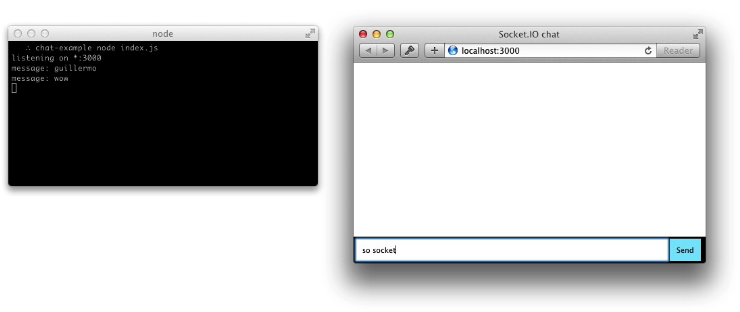 node
∴ chat-example node index.js
listening on *:3000
message: guillermo
message: wow
Socket.IO chat
localhost:3000
Reader
so socket
Send